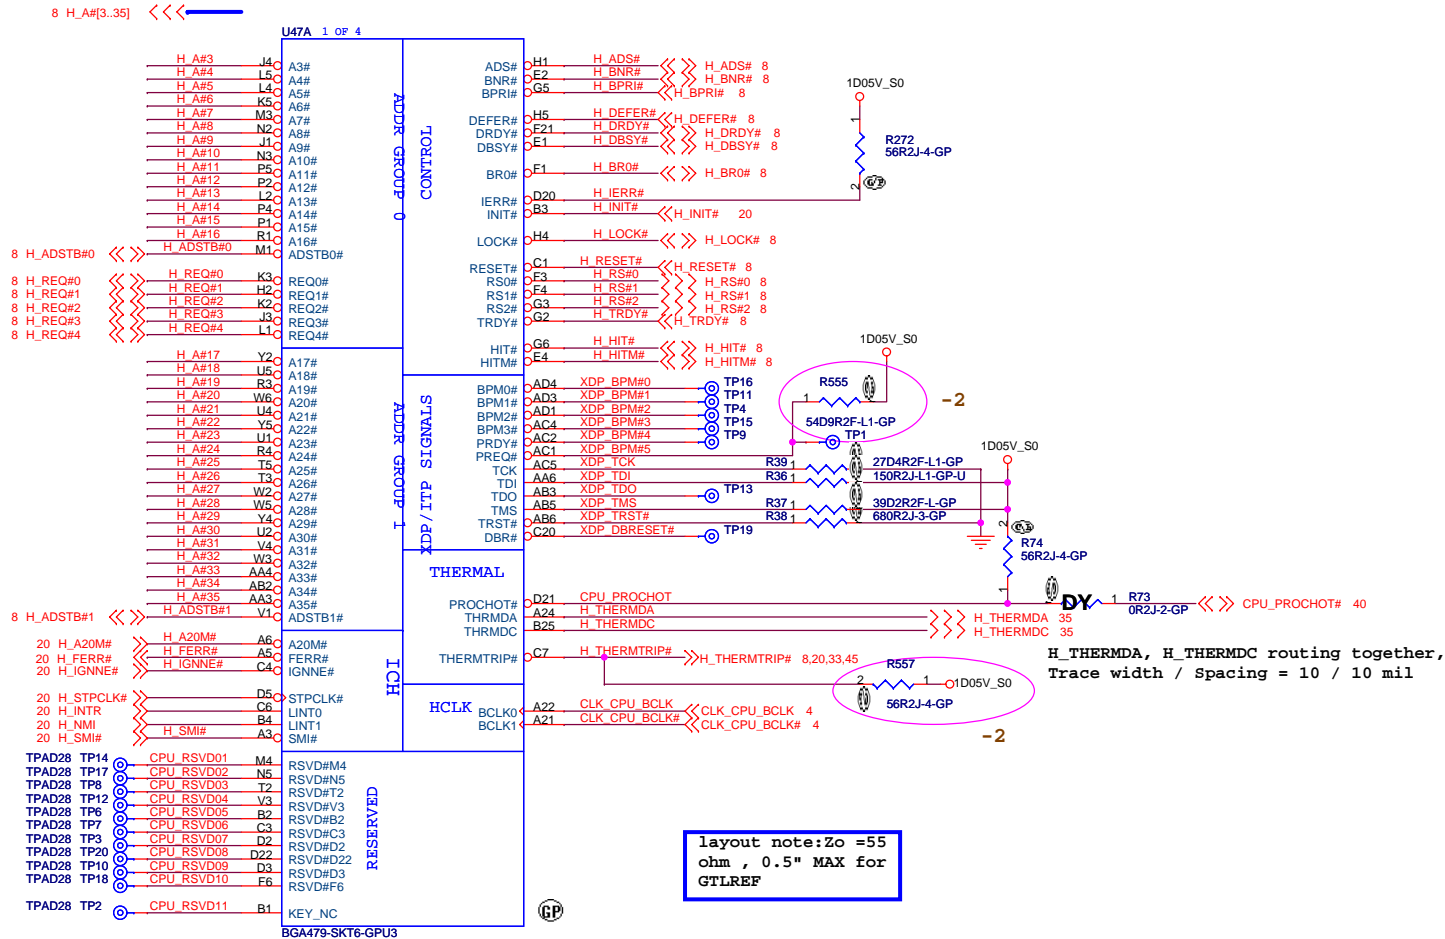 8 H_A#[3..35]
U47A 1 OF 4
H_A#3 J4 A3#
H_A#4 L5 A4#
H_A#5 L4 A5#
H_A#6 K5 A6#
H_A#7 M3 A7#
H_A#8 N2 A8#
H_A#9 J1 A9#
H_A#10 N3 A10#
H_A#11 P5 A11#
H_A#12 P2 A12#
H_A#13 L2 A13#
H_A#14 P4 A14#
H_A#15 P1 A15#
H_A#16 R1 A16#
8 H_ADSTB#0 H_ADSTB#0 M1 ADSTB0#
8 H_REQ#0 H_REQ#0 K3 REQ0#
8 H_REQ#1 H_REQ#1 H2 REQ1#
8 H_REQ#2 H_REQ#2 K2 REQ2#
8 H_REQ#3 H_REQ#3 J3 REQ3#
8 H_REQ#4 H_REQ#4 L1 REQ4#
H_A#17 Y2 A17#
H_A#18 U5 A18#
H_A#19 R3 A19#
H_A#20 W6 A20#
H_A#21 U4 A21#
H_A#22 Y5 A22#
H_A#23 U1 A23#
H_A#24 R4 A24#
H_A#25 T5 A25#
H_A#26 T3 A26#
H_A#27 W2 A27#
H_A#28 W5 A28#
H_A#29 Y4 A29#
H_A#30 U2 A30#
H_A#31 V4 A31#
H_A#32 W3 A32#
H_A#33 AA4 A33#
H_A#34 AB2 A34#
H_A#35 AA3 A35#
8 H_ADSTB#1 H_ADSTB#1 V1 ADSTB1#
20 H_A20M# H_A20M# A6 A20M#
20 H_FERR# H_FERR# A5 FERR#
20 H_IGNNE# H_IGNNE# C4 IGNNE#
20 H_STPCLK# D5 STPCLK#
20 H_INTR C6 LINT0
20 H_NMI B4 LINT1
20 H_SMI# H_SMI# A3 SMI#
TPAD28 TP14 CPU_RSVD01 M4 RSVD#M4
TPAD28 TP17 CPU_RSVD02 N5 RSVD#N5
TPAD28 TP8 CPU_RSVD03 T2 RSVD#T2
TPAD28 TP12 CPU_RSVD04 V3 RSVD#V3
TPAD28 TP6 CPU_RSVD05 B2 RSVD#B2
TPAD28 TP7 CPU_RSVD06 C3 RSVD#C3
TPAD28 TP3 CPU_RSVD07 D2 RSVD#D2
TPAD28 TP20 CPU_RSVD08 D22 RSVD#D22
TPAD28 TP10 CPU_RSVD09 D3 RSVD#D3
TPAD28 TP18 CPU_RSVD10 F6 RSVD#F6
TPAD28 TP2 CPU_RSVD11 B1 KEY_NC
BGA479-SKT6-GPU3
ADDR GROUP 0
ADDR GROUP 1
ICH
RESERVED
CONTROL
XDP/ITP SIGNALS
THERMAL
HCLK
ADS# H1 H_ADS# H_ADS# 8
BNR# E2 H_BNR# H_BNR# 8
BPRI# G5 H_BPRI# H_BPRI# 8
DEFER# H5 H_DEFER# H_DEFER# 8
DRDY# F21 H_DRDY# H_DRDY# 8
DBSY# E1 H_DBSY# H_DBSY# 8
BR0# F1 H_BR0# H_BR0# 8
IERR# D20 H_IERR#
INIT# B3 H_INIT# H_INIT# 20
LOCK# H4 H_LOCK# H_LOCK# 8
RESET# C1 H_RESET# H_RESET# 8
RS0# F3 H_RS#0 H_RS#0 8
RS1# F4 H_RS#1 H_RS#1 8
RS2# G3 H_RS#2 H_RS#2 8
TRDY# G2 H_TRDY# H_TRDY# 8
HIT# G6 H_HIT# H_HIT# 8
HITM# E4 H_HITM# H_HITM# 8
BPM0# AD4 XDP_BPM#0 TP16
BPM1# AD3 XDP_BPM#1 TP11
BPM2# AD1 XDP_BPM#2 TP4
BPM3# AC4 XDP_BPM#3 TP15
PRDY# AC2 XDP_BPM#4 TP9
PREQ# AC1 XDP_BPM#5
TCK AC5 XDP_TCK R39 1 27D4R2F-L1-GP
TDI AA6 XDP_TDI R36 1 150R2J-L1-GP-U
TDO AB3 XDP_TDO TP13
TMS AB5 XDP_TMS R37 1 39D2R2F-L-GP
TRST# AB6 XDP_TRST# R38 1 680R2J-3-GP
DBR# C20 XDP_DBRESET# TP19
PROCHOT# D21 CPU_PROCHOT
THRMDA A24 H_THERMDA H_THERMDA 35
THRMDC B25 H_THERMDC H_THERMDC 35
THERMTRIP# C7 H_THERMTRIP# H_THERMTRIP# 8,20,33,45
BCLK0 A22 CLK_CPU_BCLK CLK_CPU_BCLK 4
BCLK1 A21 CLK_CPU_BCLK# CLK_CPU_BCLK# 4
1D05V_S0
1
R272
56R2J-4-GP
2
1D05V_S0
R555
1
54D9R2F-L1-GP
TP1
-2
1D05V_S0
2
R74
56R2J-4-GP
1
DY 1 R73
0R2J-2-GP
CPU_PROCHOT# 40
H_THERMDA, H_THERMDC routing together,
Trace width / Spacing = 10 / 10 mil
R557
2 1 1D05V_S0
56R2J-4-GP
-2
layout note:Zo =55
ohm , 0.5" MAX for
GTLREF
GP